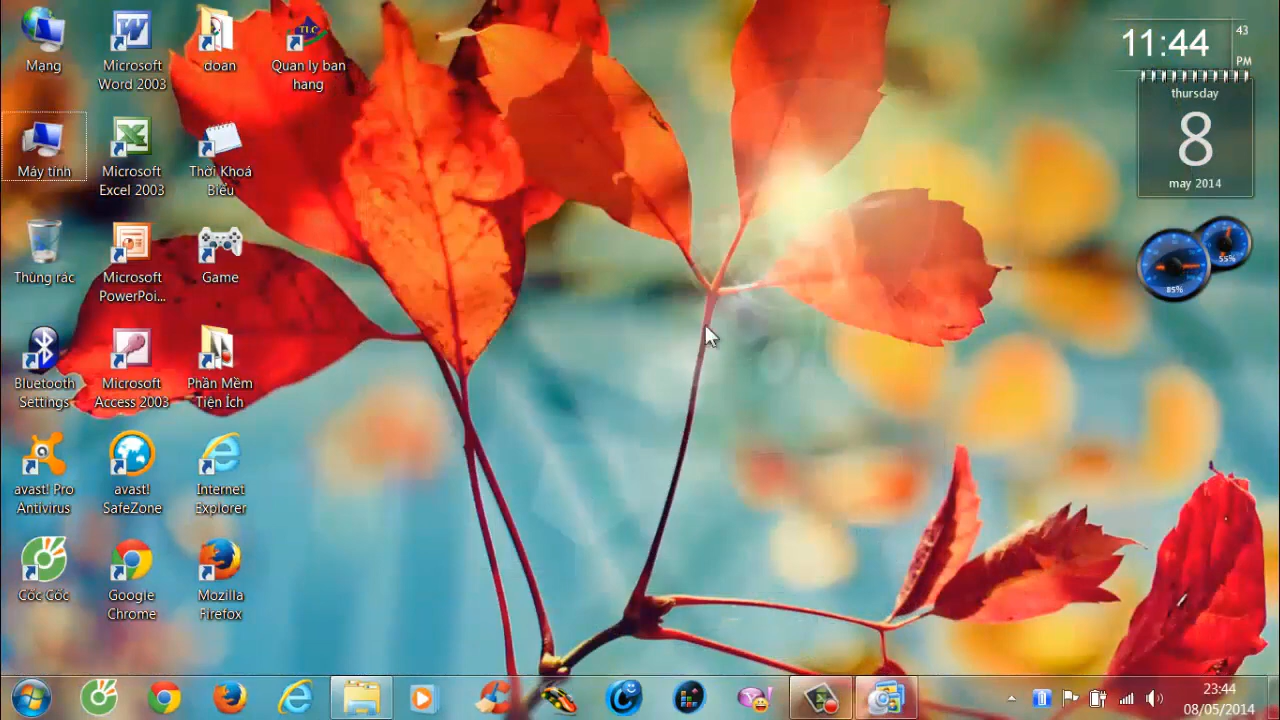 Mạng
Microsoft
Word 2003
doan
TLC
Quan ly ban
hang
Máy tính
Microsoft
Excel 2003
Thời Khoá
Biểu
Thùng rác
Microsoft
PowerPoi...
Game
Bluetooth
Settings
Microsoft
Access 2003
Phần Mềm
Tiện Ích
avast! Pro
Antivirus
avast!
SafeZone
Internet
Explorer
Cốc Cốc
Google
Chrome
Mozilla
Firefox
11:44
43
PM
thursday
8
may 2014
55%
85%
23:44
08/05/2014